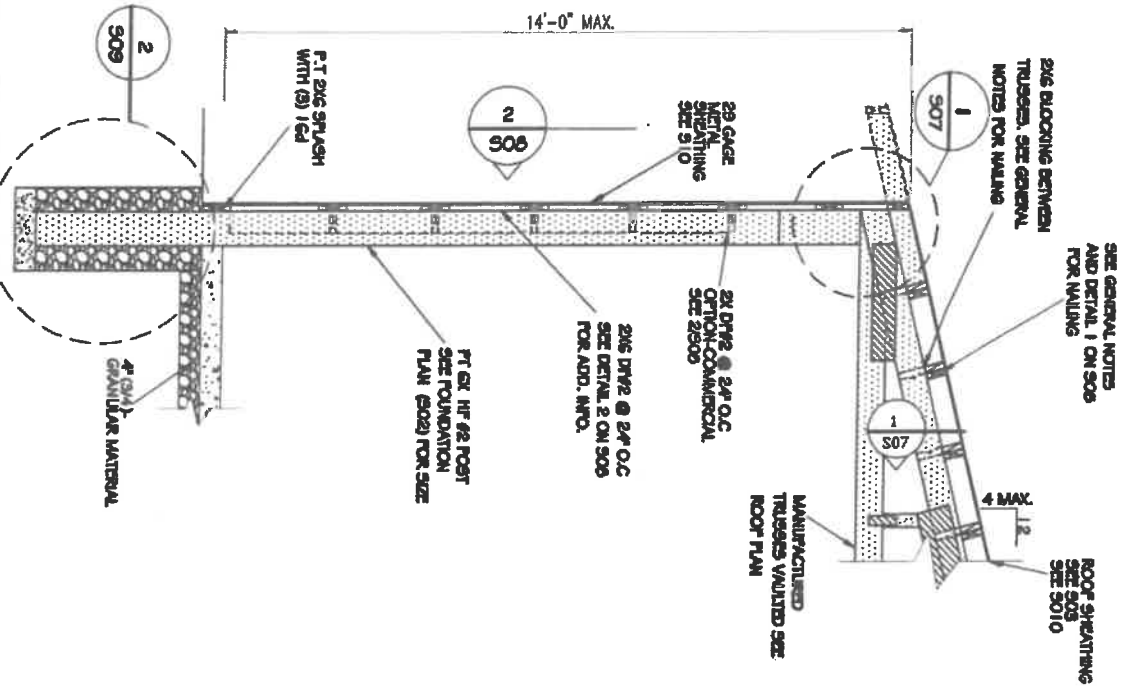 14'-0" MAX.
2
S09
P.T 2X6 SPLASH
WITH (3) 16d
2
S08
29 GAGE
METAL
SHEATHING
SEE S10
1
S07
2X6 BLOCKING BETWEEN
TRUSSES. SEE GENERAL
NOTES FOR NAILING
SEE GENERAL NOTES
AND DETAIL 1 ON S08
FOR NAILING
2X DF#2 @ 24" O.C
OPTION-COMMERCIAL
SEE 2/S08
2X6 DF#2 @ 24" O.C
SEE DETAIL 2 ON S08
FOR ADD. INFO.
PT 6X HF #2 POST
SEE FOUNDATION
PLAN (S02) FOR SIZE
4" (3/4)-
GRANULAR MATERIAL
1
S07
4 MAX.
12
MANUFACTURED
TRUSSES VAULTED SEE
ROOF PLAN
ROOF SHEATHING
SEE S03
SEE S010